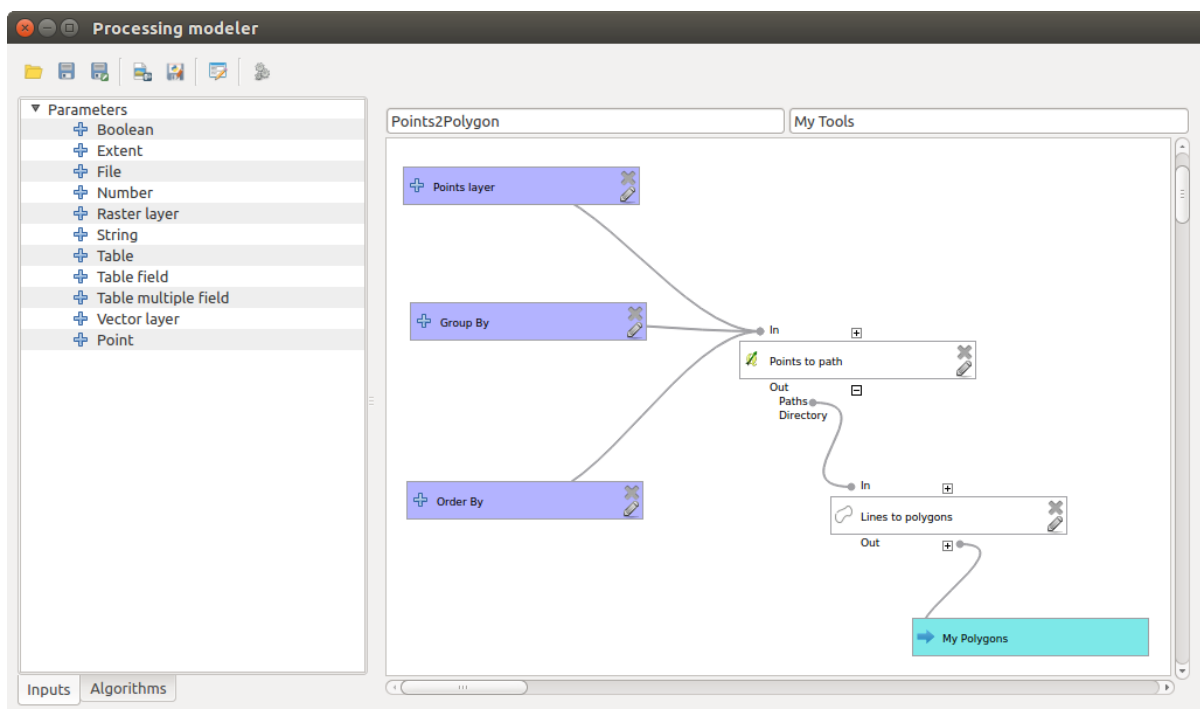 Processing modeler
Parameters
Boolean
Extent
File
Number
Raster layer
String
Table
Table field
Table multiple field
Vector layer
Point
Inputs
Algorithms
Points2Polygon
My Tools
Points layer
Group By
In
Points to path
Out
Paths
Directory
Order By
In
Lines to polygons
Out
My Polygons